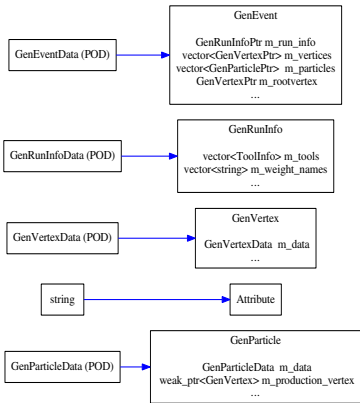 GenEvent
GenEventData (POD)
GenRunInfoPtr m_run_info
vector<GenVertexPtr> m_vertices
vector<GenParticlePtr> m_particles
GenVertexPtr m_rootvertex
...
GenRunInfo
GenRunInfoData (POD)
vector<ToolInfo> m_tools
vector<string> m_weight_names
...
GenVertex
GenVertexData (POD)
GenVertexData m_data
...
string
Attribute
GenParticle
GenParticleData (POD)
GenParticleData m_data
weak_ptr<GenVertex> m_production_vertex
...